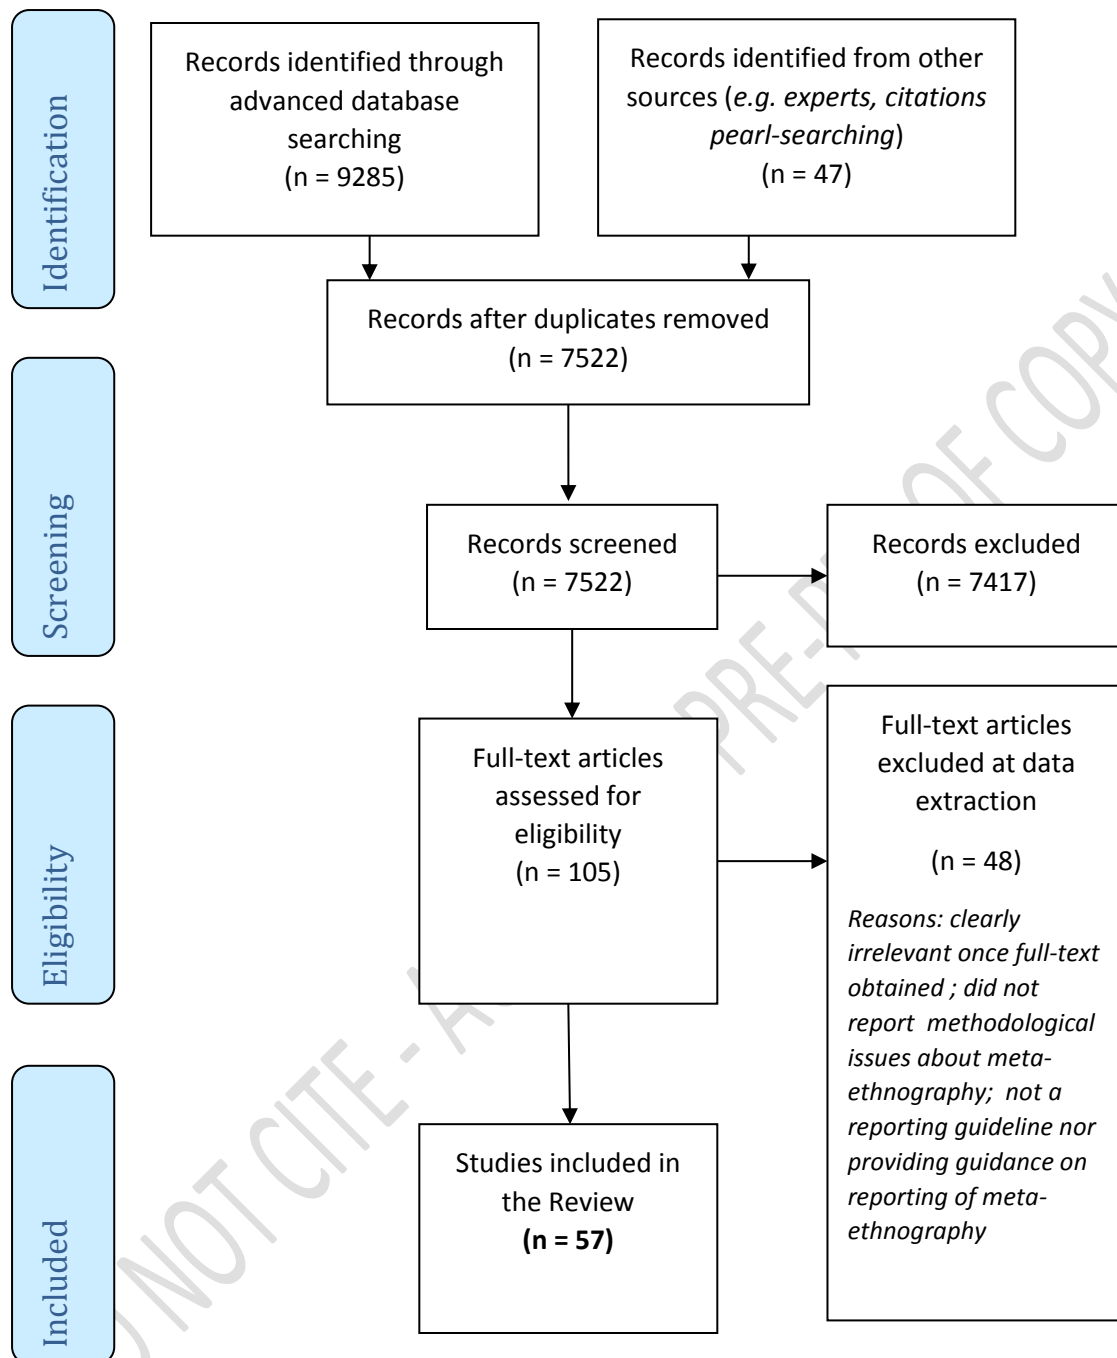 Identification
Records identified through
advanced database
searching
(n = 9285)
Records identified from other
sources (e.g. experts, citations
pearl-searching)
(n = 47)
Records after duplicates removed
(n = 7522)
Screening
Records screened
(n = 7522)
Records excluded
(n = 7417)
Eligibility
Full-text articles
assessed for
eligibility
(n = 105)
Full-text articles
excluded at data
extraction
(n = 48)
Reasons: clearly
irrelevant once full-text
obtained ; did not
report methodological
issues about meta-
ethnography; not a
reporting guideline nor
providing guidance on
reporting of meta-
ethnography
Included
Studies included in
the Review
(n = 57)
NOT CITE - OF COPY